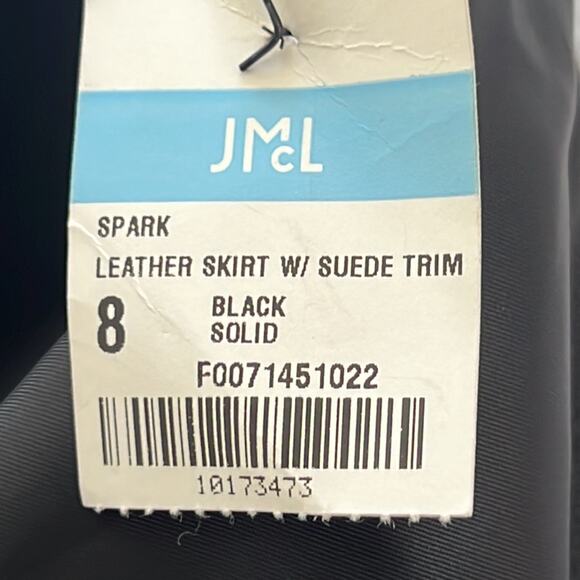 JMcL
SPARK
LEATHER SKIRT W/ SUEDE TRIM
8
BLACK
SOLID
F0071451022
10173473